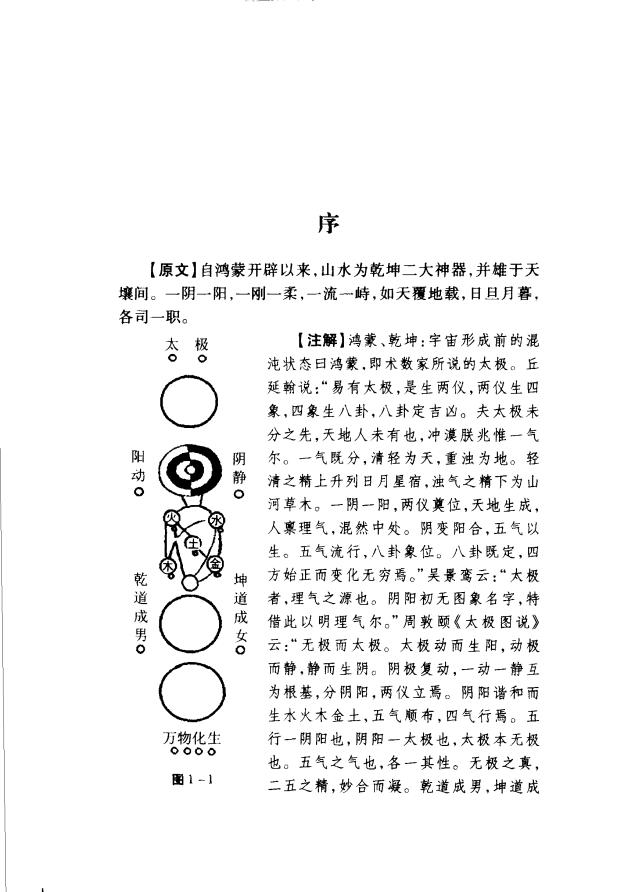 序
【原文】自鸿蒙开辟以来,山水为乾坤二大神器,并雄于天
壤间。一阴一阳,一刚一柔,一流一峙,如天覆地载,日旦月暮,
各司一职。
太 极
阳动
阴静
火
水
土
木
金
乾道成男
坤道成女
万物化生
图1-1
【注解】鸿蒙、乾坤:宇宙形成前的混
沌状态曰鸿蒙,即术数家所说的太极。丘
延翰说:“易有太极,是生两仪,两仪生四
象,四象生八卦,八卦定吉凶。夫太极未
分之先,天地人未有也,冲漠朕兆惟一气
尔。一气既分,清轻为天,重浊为地。轻
清之精上升列日月星宿,浊气之精下为山
河草木。一阴一阳,两仪奠位,天地生成,
人禀理气,混然中处。阴变阳合,五气以
生。五气流行,八卦象位。八卦既定,四
方始正而变化无穷焉。”吴景鸾云:“太极
者,理气之源也。阴阳初无图象名字,特
借此以明理气尔。”周敦颐《太极图说》
云:“无极而太极。太极动而生阳,动极
而静,静而生阴。阴极复动,一动一静互
为根基,分阴阳,两仪立焉。阴阳谐和而
生水火木金土,五气顺布,四气行焉。五
行一阴阳也,阴阳一太极也,太极本无极
也。五气之气也,各一其性。无极之真,
二五之精,妙合而凝。乾道成男,坤道成